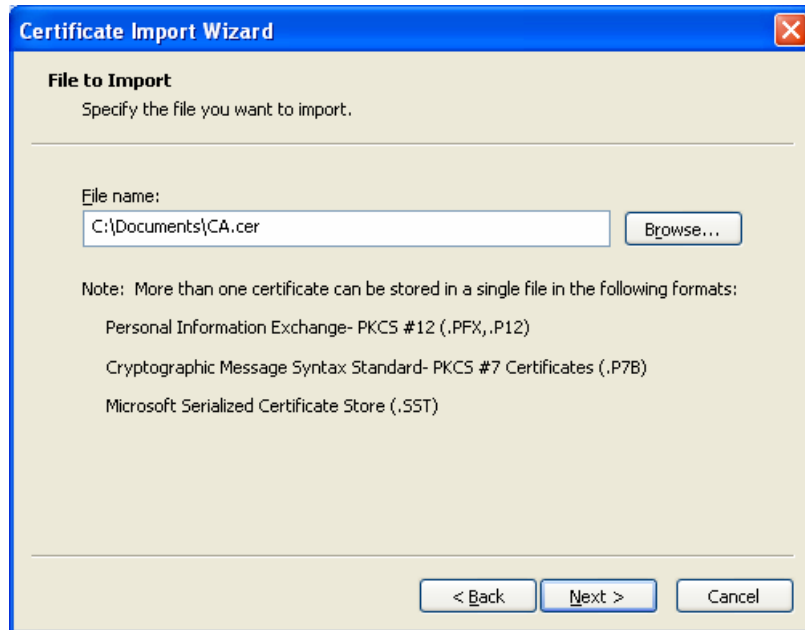 Certificate Import Wizard
File to Import
Specify the file you want to import.
File name:
C:\Documents\CA.cer
Browse...
Note: More than one certificate can be stored in a single file in the following formats:
Personal Information Exchange- PKCS #12 (.PFX,.P12)
Cryptographic Message Syntax Standard- PKCS #7 Certificates (.P7B)
Microsoft Serialized Certificate Store (.SST)
< Back
Next >
Cancel